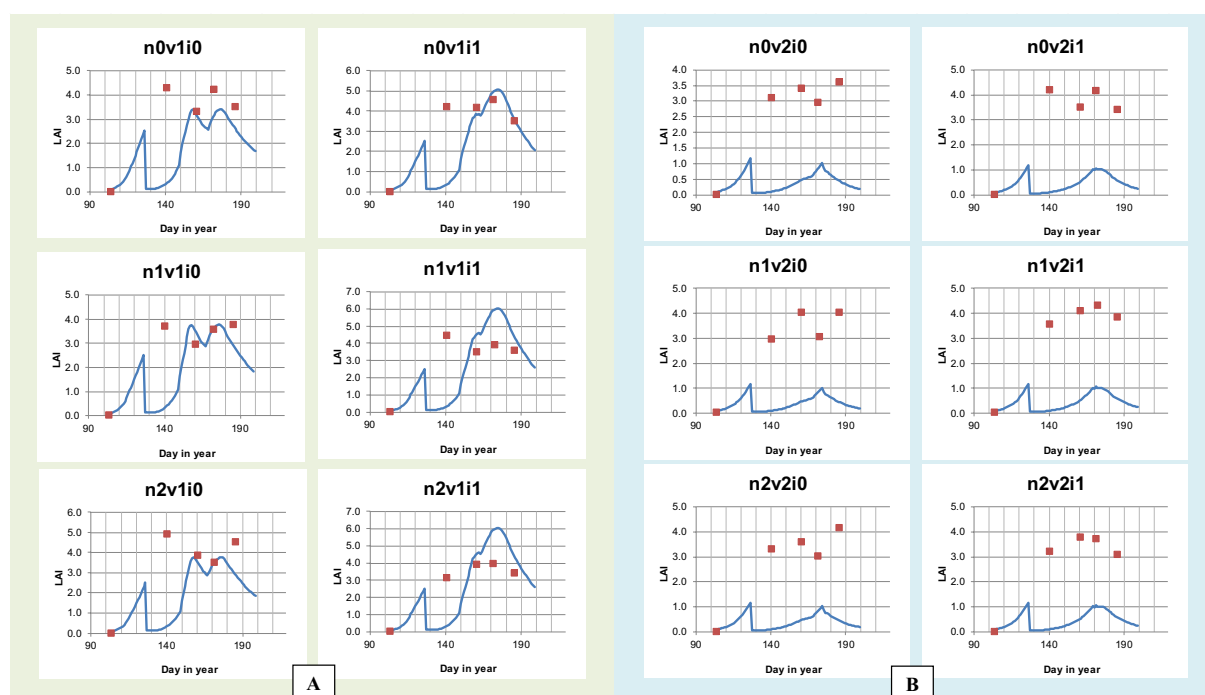 n0v1i0
6.0
5.0
4.0
3.0
2.0
1.0
0.0
LAI
90 140 190
Day in year
n0v1i1
6.0
5.0
4.0
3.0
2.0
1.0
0.0
LAI
90 140 190
Day in year
n0v2i0
4.0
3.5
3.0
2.5
2.0
1.5
1.0
0.5
0.0
LAI
90 140 190
Day in year
n0v2i1
5.0
4.0
3.0
2.0
1.0
0.0
LAI
90 140 190
Day in year
n1v1i0
5.0
4.0
3.0
2.0
1.0
0.0
LAI
90 140 190
Day in year
n1v1i1
7.0
6.0
5.0
4.0
3.0
2.0
1.0
0.0
LAI
90 140 190
Day in year
n1v2i0
5.0
4.0
3.0
2.0
1.0
0.0
LAI
90 140 190
Day in year
n1v2i1
5.0
4.0
3.0
2.0
1.0
0.0
LAI
90 140 190
Day in year
n2v1i0
6.0
5.0
4.0
3.0
2.0
1.0
0.0
LAI
90 140 190
Day in year
n2v1i1
7.0
6.0
5.0
4.0
3.0
2.0
1.0
0.0
LAI
90 140 190
Day in year
n2v2i0
5.0
4.0
3.0
2.0
1.0
0.0
LAI
90 140 190
Day in year
n2v2i1
5.0
4.0
3.0
2.0
1.0
0.0
LAI
90 140 190
Day in year
A
B